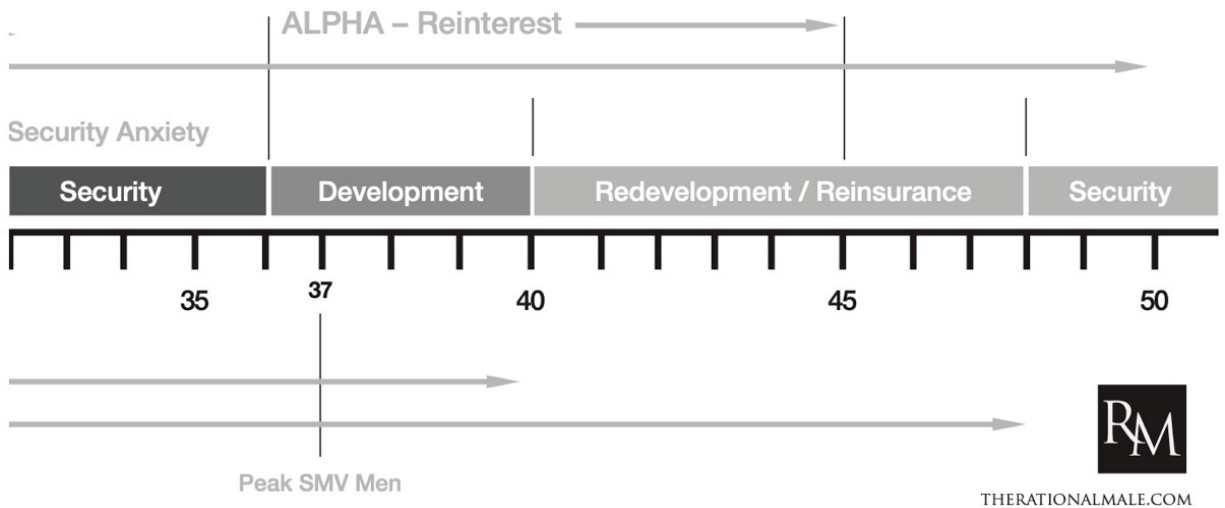 ALPHA – Reinterest
Security Anxiety
Security Development Redevelopment / Reinsurance Security
35 37 40 45 50
Peak SMV Men
RM
THERATIONALMALE.COM